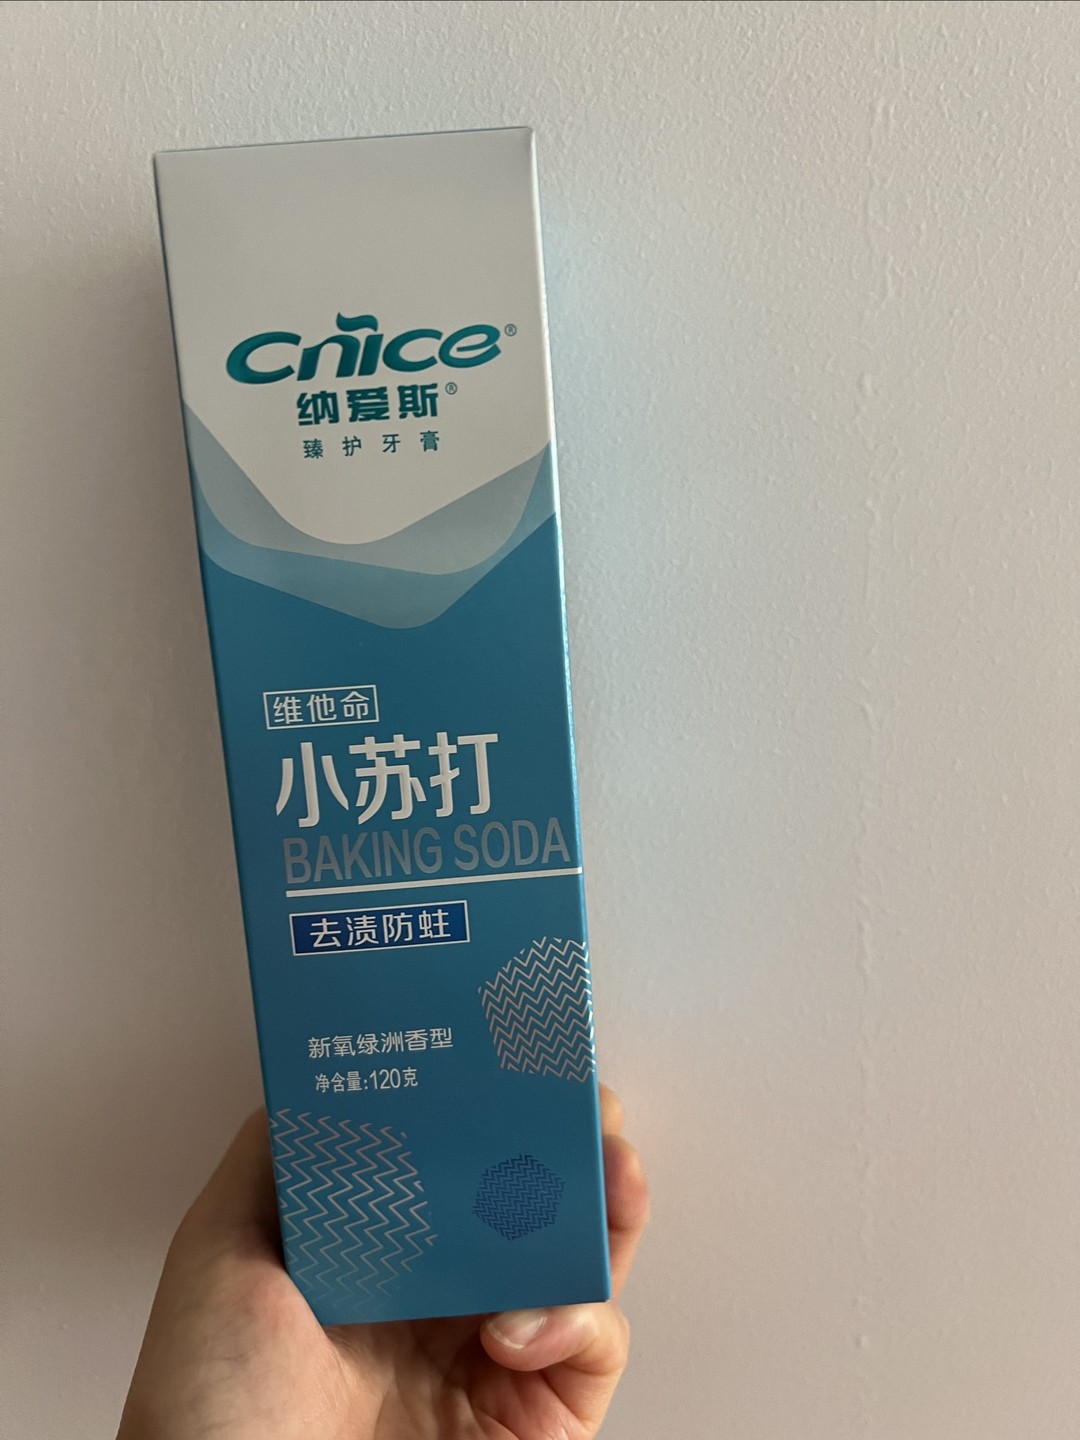 cnice®
纳爱斯®
臻护牙膏
维他命
小苏打
BAKING SODA
去渍防蛀
新氧绿洲香型
净含量:120克